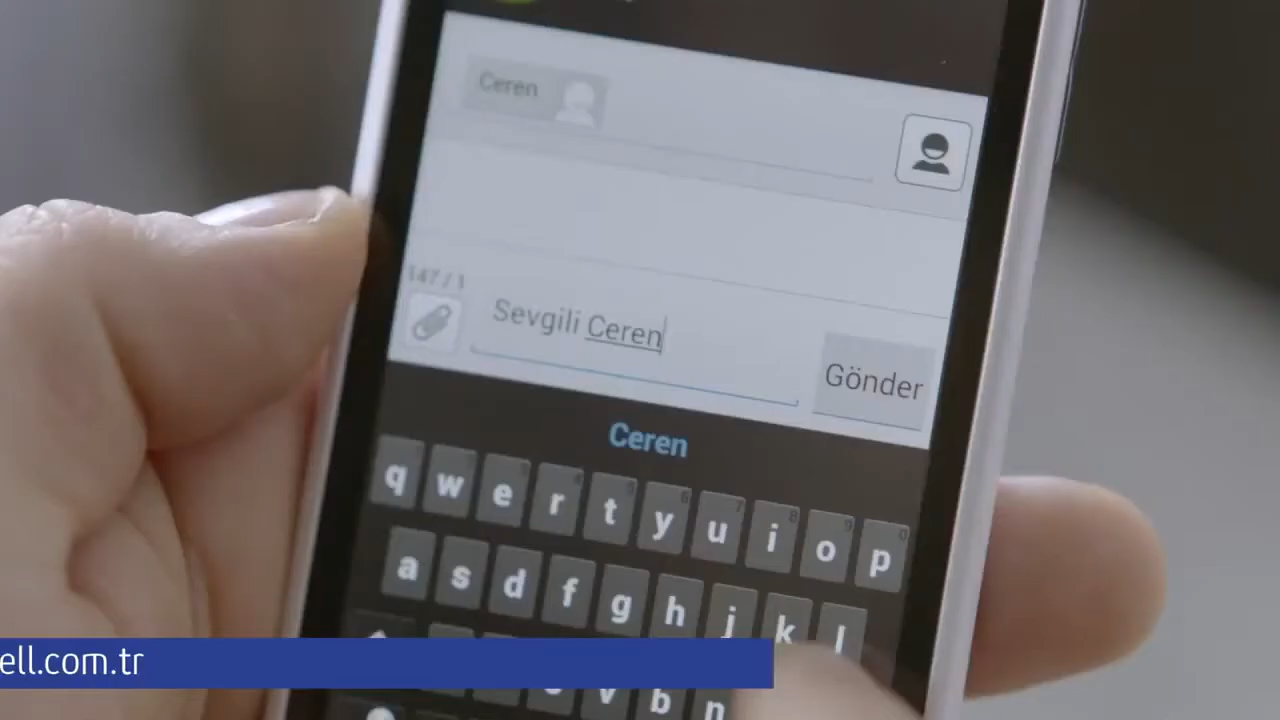 Ceren
147 / 1
Sevgili Ceren
Gönder
Ceren
q w e r t y u i o p
a s d f g h j k l
v b n
ell.com.tr